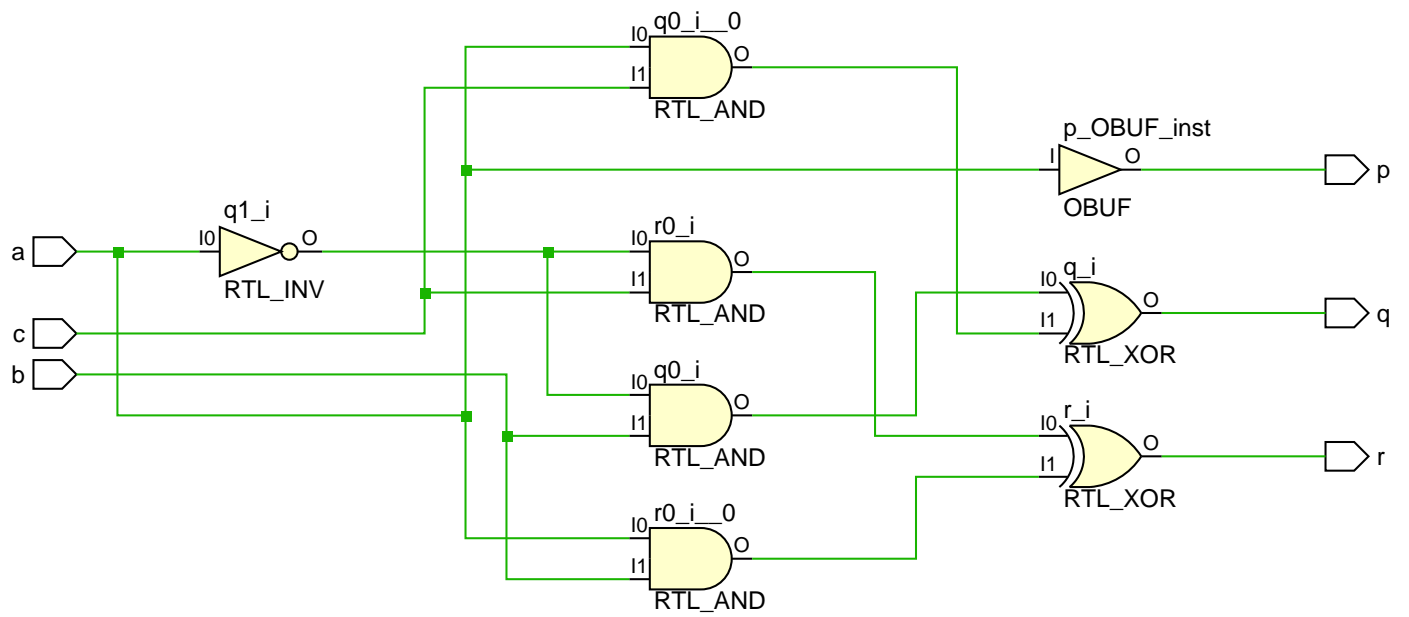 q0_i__0
I0
O
I1
RTL_AND
p_OBUF_inst
I
O
p
OBUF
q1_i
a
I0
O
RTL_INV
r0_i
I0
O
I1
RTL_AND
q_i
I0
O
I1
q
RTL_XOR
c
b
q0_i
I0
O
I1
RTL_AND
r_i
I0
O
I1
r
RTL_XOR
r0_i__0
I0
O
I1
RTL_AND